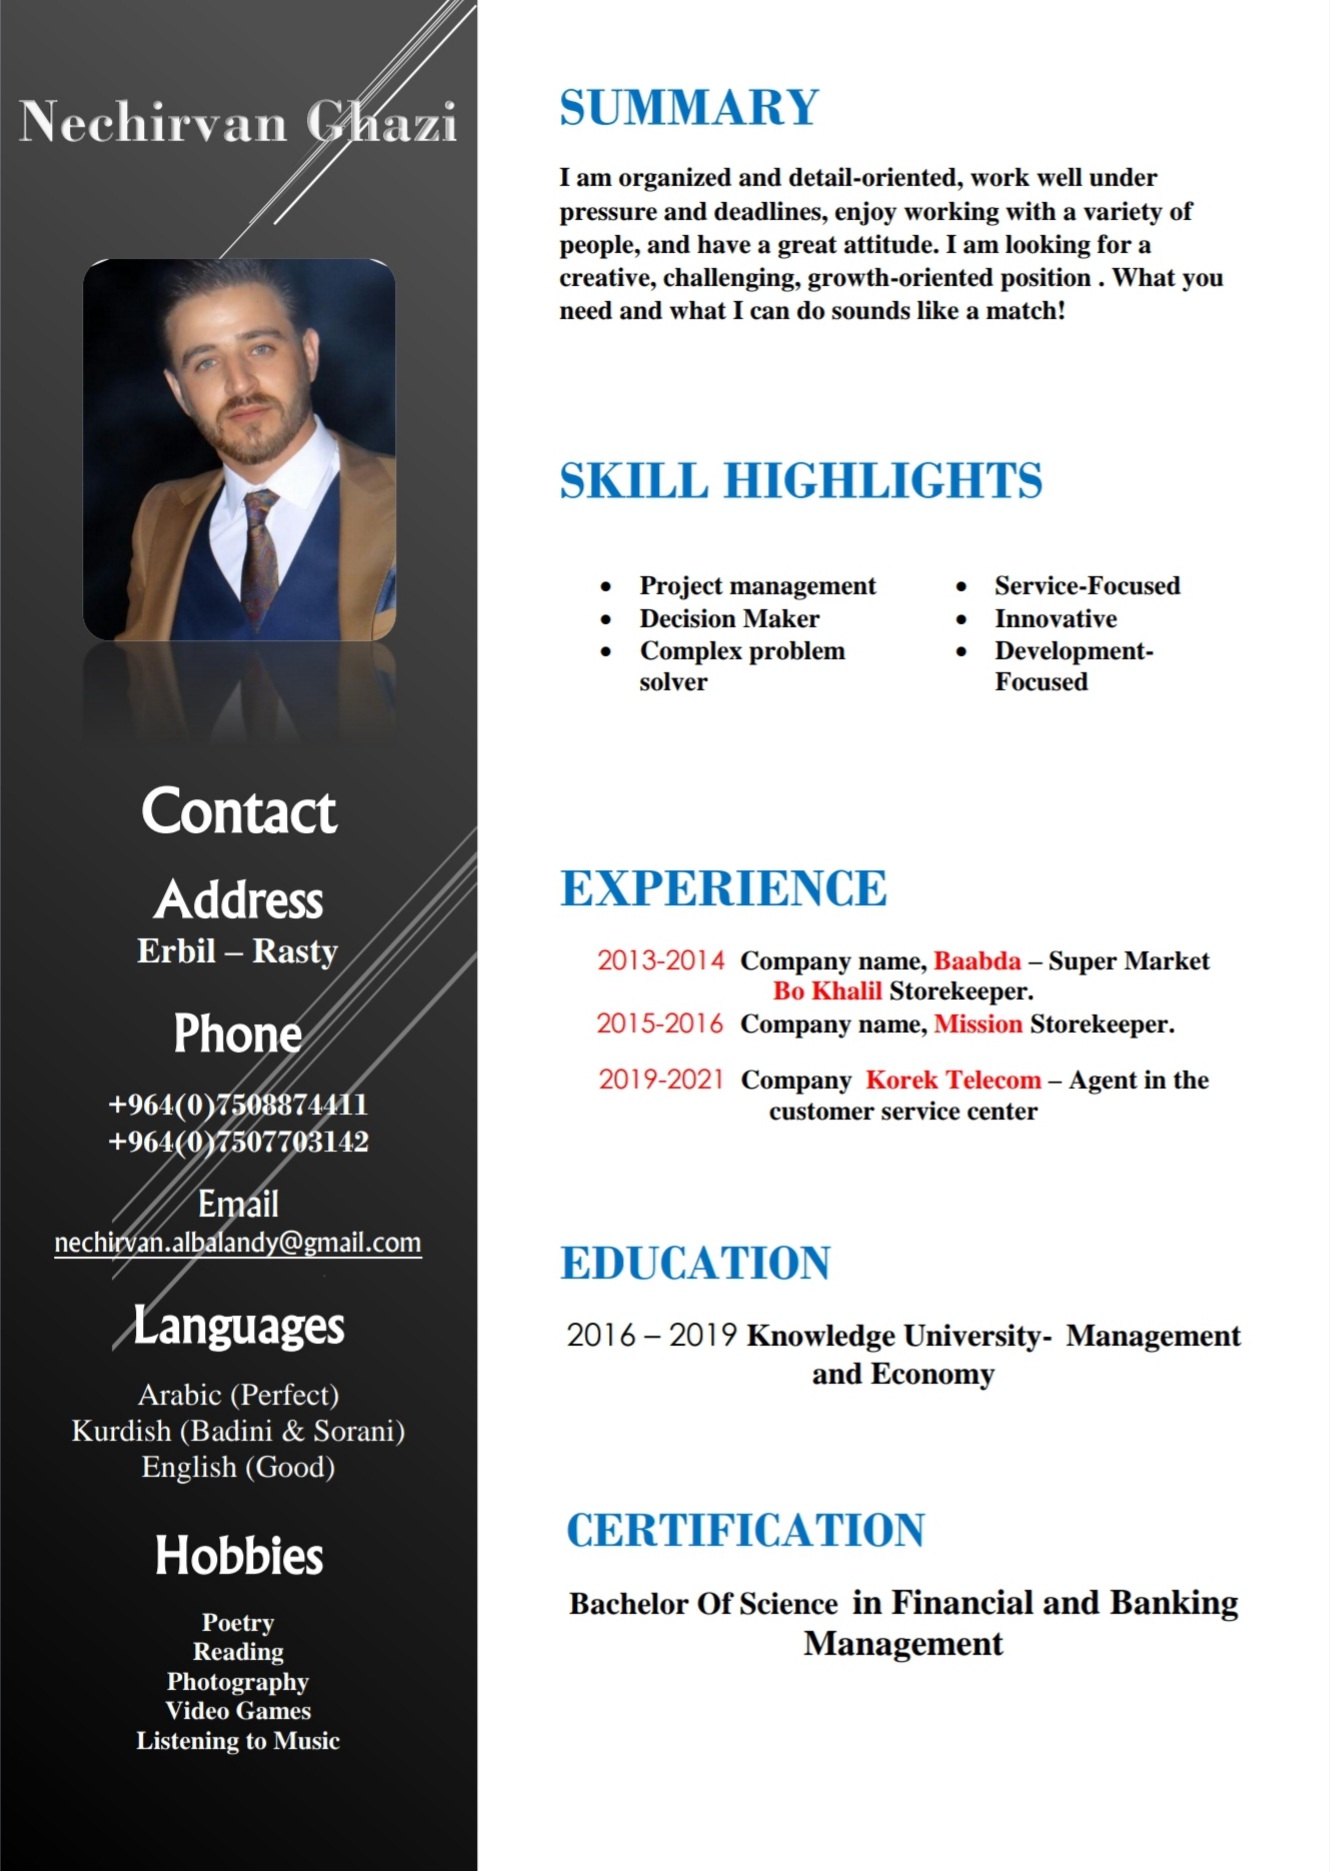 Nechirvan Ghazi
Contact
Address
Erbil – Rasty
Phone
+964(0)7508874411
+964(0)7507703142
Email
nechirvan.albalandy@gmail.com
Languages
Arabic (Perfect)
Kurdish (Badini & Sorani)
English (Good)
Hobbies
Poetry
Reading
Photography
Video Games
Listening to Music
SUMMARY
I am organized and detail-oriented, work well under
pressure and deadlines, enjoy working with a variety of
people, and have a great attitude. I am looking for a
creative, challenging, growth-oriented position . What you
need and what I can do sounds like a match!
SKILL HIGHLIGHTS
• Project management
• Decision Maker
• Complex problem
solver
• Service-Focused
• Innovative
• Development-
Focused
EXPERIENCE
2013-2014 Company name, Baabda – Super Market
Bo Khalil Storekeeper.
2015-2016 Company name, Mission Storekeeper.
2019-2021 Company Korek Telecom – Agent in the
customer service center
EDUCATION
2016 – 2019 Knowledge University- Management
and Economy
CERTIFICATION
Bachelor Of Science in Financial and Banking
Management